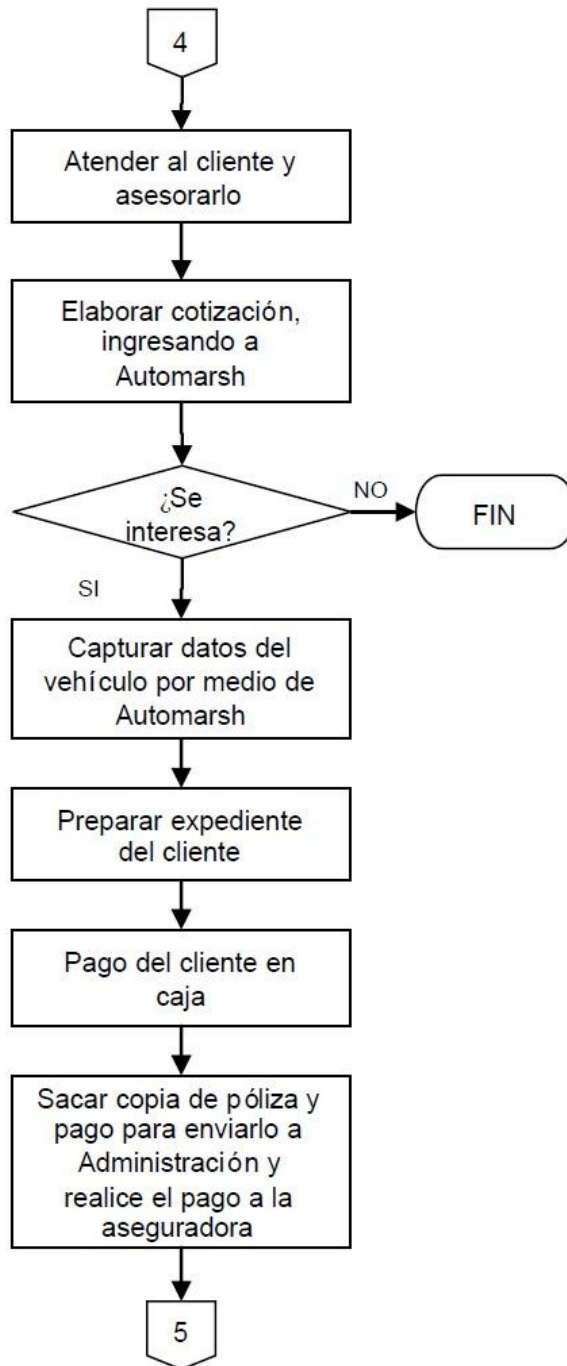 4
Atender al cliente y
asesorarlo
Elaborar cotización,
ingresando a
Automarsh
¿Se
interesa?
NO
FIN
SI
Capturar datos del
vehículo por medio de
Automarsh
Preparar expediente
del cliente
Pago del cliente en
caja
Sacar copia de póliza y
pago para enviarlo a
Administración y
realice el pago a la
aseguradora
5